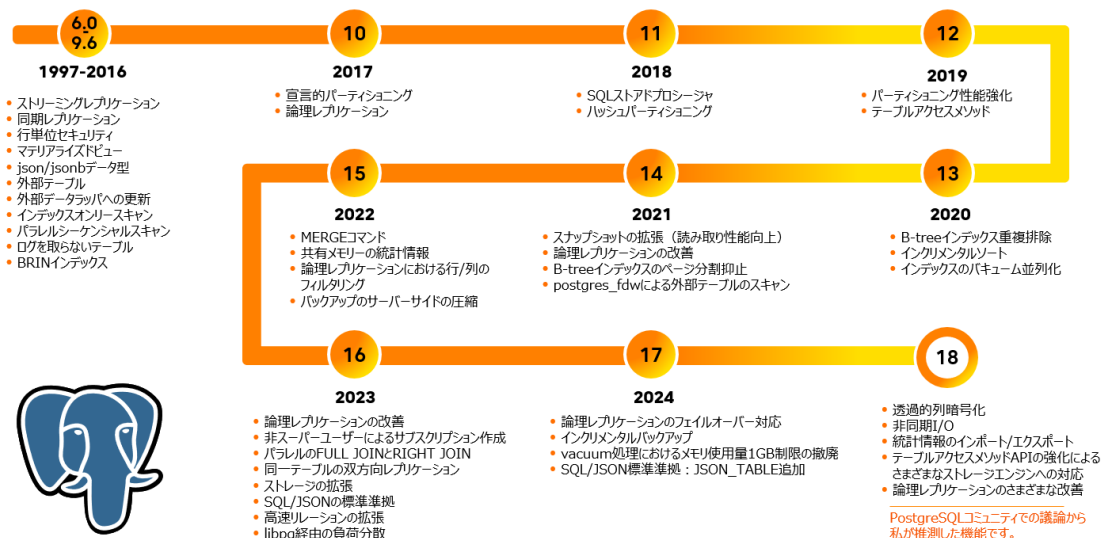 6.0
-
9.6
1997-2016
• ストリーミングレプリケーション
• 同期レプリケーション
• 行単位セキュリティ
• マテリアライズドビュー
• json/jsonbデータ型
• 外部テーブル
• 外部データラッパへの更新
• インデックスオンリースキャン
• パラレルシーケンシャルスキャン
• ログを取らないテーブル
• BRINインデックス
10
2017
• 宣言的パーティショニング
• 論理レプリケーション
11
2018
• SQLストアドプロシージャ
• ハッシュパーティショニング
12
2019
• パーティショニング性能強化
• テーブルアクセスメソッド
13
2020
• B-treeインデックス重複排除
• インクリメンタルソート
• インデックスのバキューム並列化
14
2021
• スナップショットの拡張（読み取り性能向上）
• 論理レプリケーションの改善
• B-treeインデックスのページ分割抑止
• postgres_fdwによる外部テーブルのスキャン
15
2022
• MERGEコマンド
• 共有メモリーの統計情報
• 論理レプリケーションにおける行/列の
フィルタリング
• バックアップのサーバーサイドの圧縮
16
2023
• 論理レプリケーションの改善
• 非スーパーユーザーによるサブスクリプション作成
• パラレルのFULL JOINとRIGHT JOIN
• 同一テーブルの双方向レプリケーション
• ストレージの拡張
• SQL/JSONの標準準拠
• 高速リレーションの拡張
• libpq経由の負荷分散
17
2024
• 論理レプリケーションのフェイルオーバー対応
• インクリメンタルバックアップ
• vacuum処理におけるメモリ使用量1GB制限の撤廃
• SQL/JSON標準準拠：JSON_TABLE追加
18
• 透過的列暗号化
• 非同期I/O
• 統計情報のインポート/エクスポート
• テーブルアクセスメソッドAPIの強化による
さまざまなストレージエンジンへの対応
• 論理レプリケーションのさまざまな改善
PostgreSQLコミュニティでの議論から
私が推測した機能です。